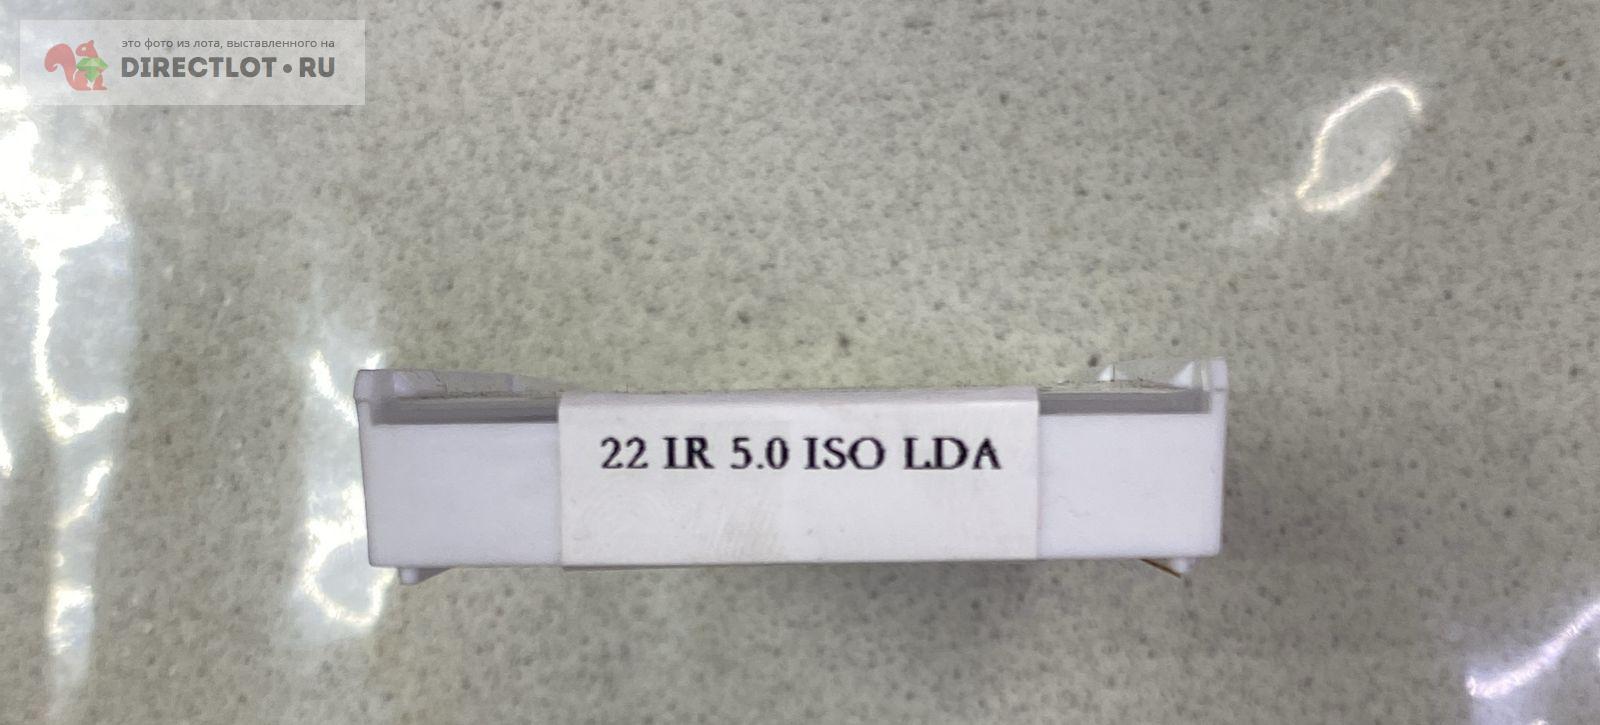 это фото из лота, выставленного на
DIRECTLOT•RU
22 IR 5.0 ISO LDA